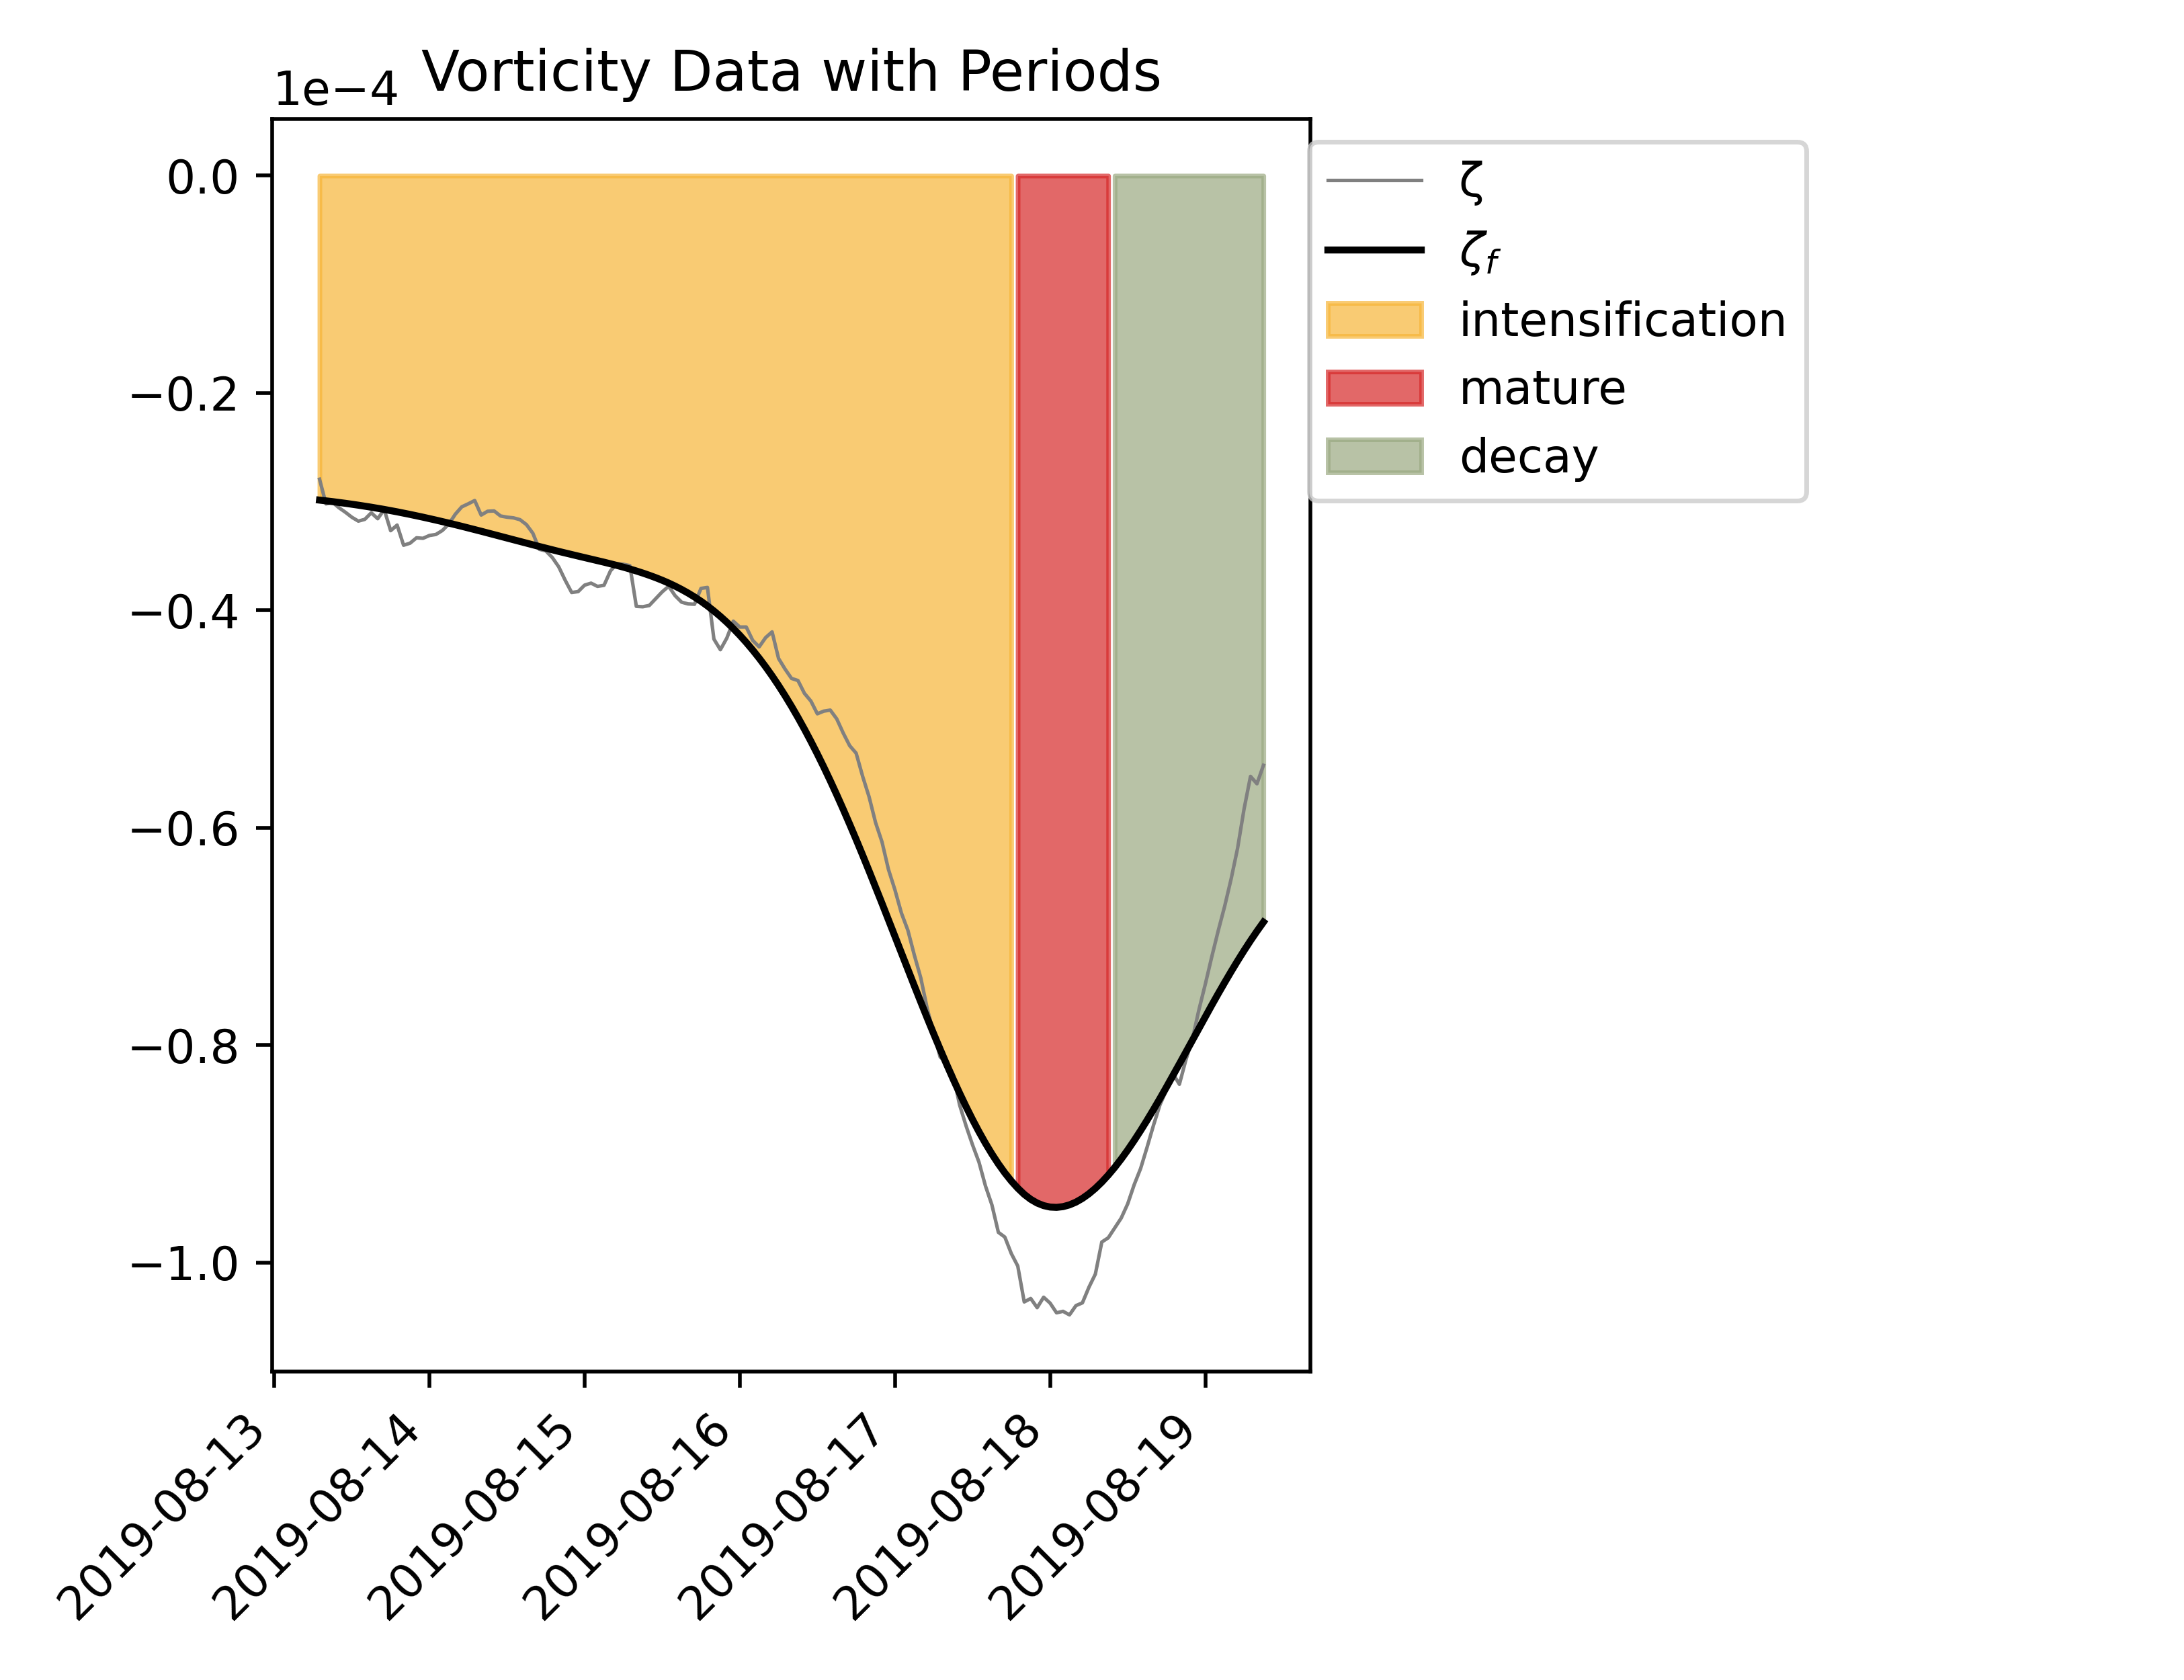 Vorticity Data with Periods
1e−4
0.0
−0.2
−0.4
−0.6
−0.8
−1.0
2019-08-13
2019-08-14
2019-08-15
2019-08-16
2019-08-17
2019-08-18
2019-08-19
ζ
ζf
intensification
mature
decay